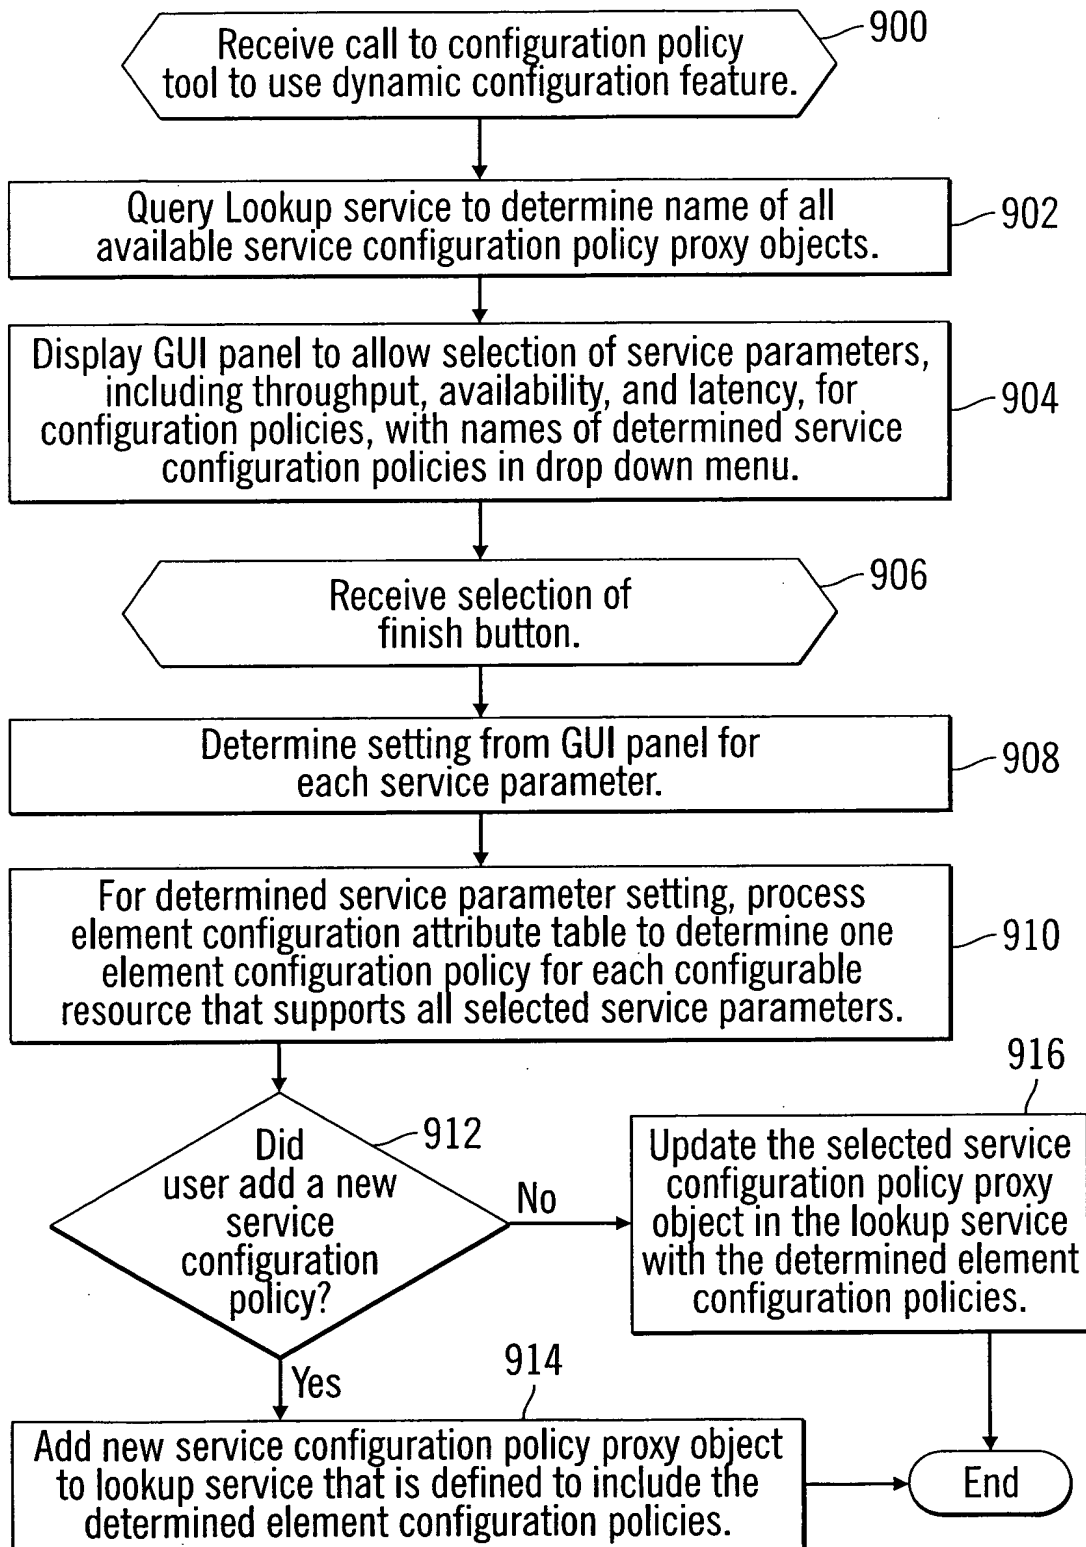 Receive call to configuration policy
tool to use dynamic configuration feature.
900
Query Lookup service to determine name of all
available service configuration policy proxy objects.
902
Display GUI panel to allow selection of service parameters,
including throughput, availability, and latency, for
configuration policies, with names of determined service
configuration policies in drop down menu.
904
Receive selection of
finish button.
906
Determine setting from GUI panel for
each service parameter.
908
For determined service parameter setting, process
element configuration attribute table to determine one
element configuration policy for each configurable
resource that supports all selected service parameters.
910
Did
user add a new
service
configuration
policy?
912
No
916
Update the selected service
configuration policy proxy
object in the lookup service
with the determined element
configuration policies.
Yes
914
Add new service configuration policy proxy object
to lookup service that is defined to include the
determined element configuration policies.
End